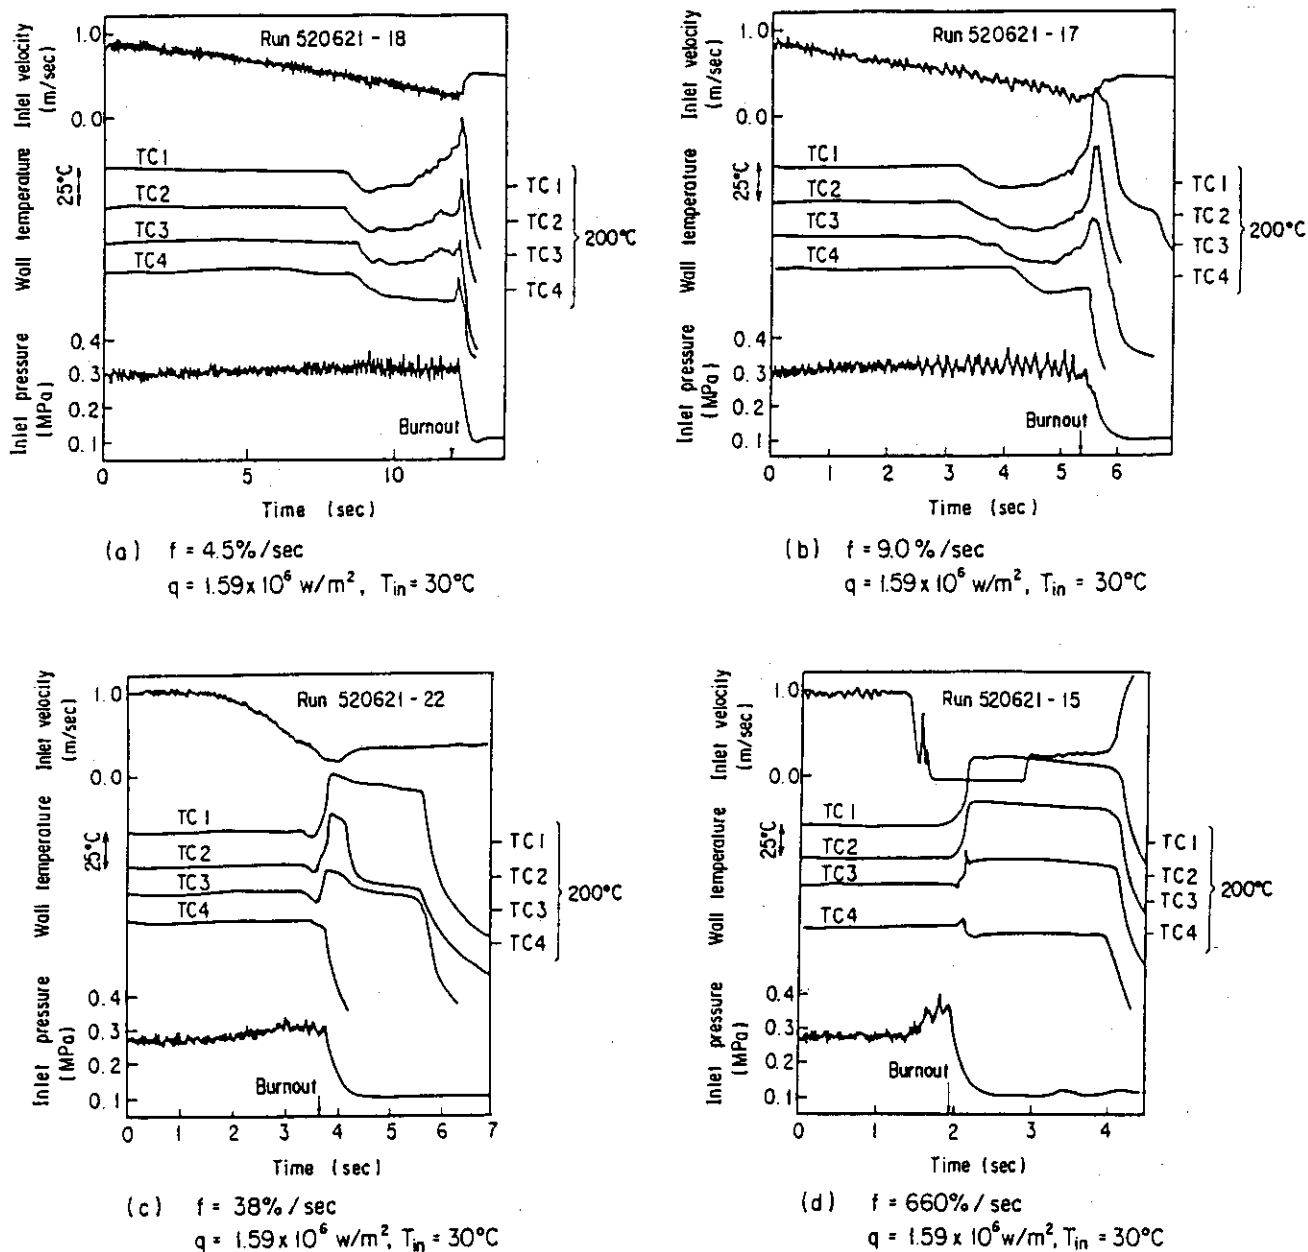 Run 520621-18
Inlet velocity
(m/sec)
1.0
0.0
Wall temperature
25°C
TC1
TC2
TC3
TC4
TC1
TC2
TC3
TC4
200°C
Inlet pressure
(MPa)
0.4
0.3
0.2
0.1
Burnout
0 5 10
Time (sec)
(a) f = 4.5%/sec
q = 1.59 x 10⁶ w/m², Tin = 30°C
Run 520621-17
Inlet velocity
(m/sec)
1.0
0.0
Wall temperature
25°C
TC1
TC2
TC3
TC4
TC1
TC2
TC3
TC4
200°C
Inlet pressure
(MPa)
0.4
0.3
0.2
0.1
Burnout
0 1 2 3 4 5 6
Time (sec)
(b) f = 9.0%/sec
q = 1.59 x 10⁶ w/m², Tin = 30°C
Run 520621-22
Inlet velocity
(m/sec)
1.0
0.0
Wall temperature
25°C
TC1
TC2
TC3
TC4
TC1
TC2
TC3
TC4
200°C
Inlet pressure
(MPa)
0.4
0.3
0.2
0.1
Burnout
0 1 2 3 4 5 6 7
Time (sec)
(c) f = 38%/sec
q = 1.59 x 10⁶ w/m², Tin = 30°C
Run 520621-15
Inlet velocity
(m/sec)
1.0
0.0
Wall temperature
25°C
TC1
TC2
TC3
TC4
TC1
TC2
TC3
TC4
200°C
Inlet pressure
(MPa)
0.4
0.3
0.2
0.1
Burnout
0 1 2 3 4
Time (sec)
(d) f = 660%/sec
q = 1.59 x 10⁶ w/m², Tin = 30°C